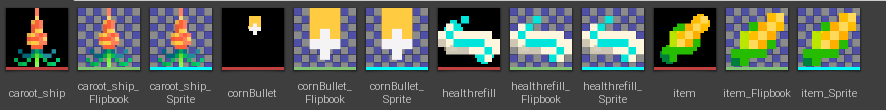 caroot_ship
caroot_ship_
Flipbook
caroot_ship_
Sprite
cornBullet
cornBullet_
Flipbook
cornBullet_
Sprite
healthrefill
healthrefill_
Flipbook
healthrefill_
Sprite
item
item_Flipbook
item_Sprite